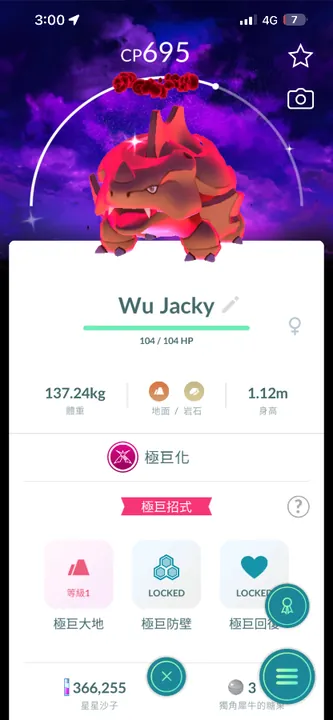 3:00
4G
7
CP695
Wu Jacky
104 / 104 HP
137.24kg
體重
地面 / 岩石
1.12m
身高
極巨化
極巨招式
?
等級1
極巨大地
LOCKED
極巨防壁
LOCKED
極巨回復
366,255
星星沙子
3
獨角犀牛的糖果